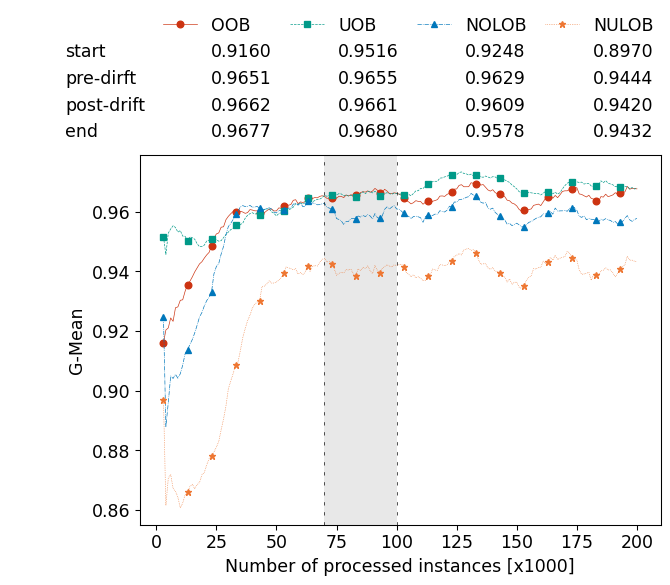 OOB UOB NOLOB NULOB
start 0.9160 0.9516 0.9248 0.8970
pre-dirft 0.9651 0.9655 0.9629 0.9444
post-drift 0.9662 0.9661 0.9609 0.9420
end 0.9677 0.9680 0.9578 0.9432
0.96
0.94
0.92
0.90
0.88
0.86
G-Mean
0 25 50 75 100 125 150 175 200
Number of processed instances [x1000]